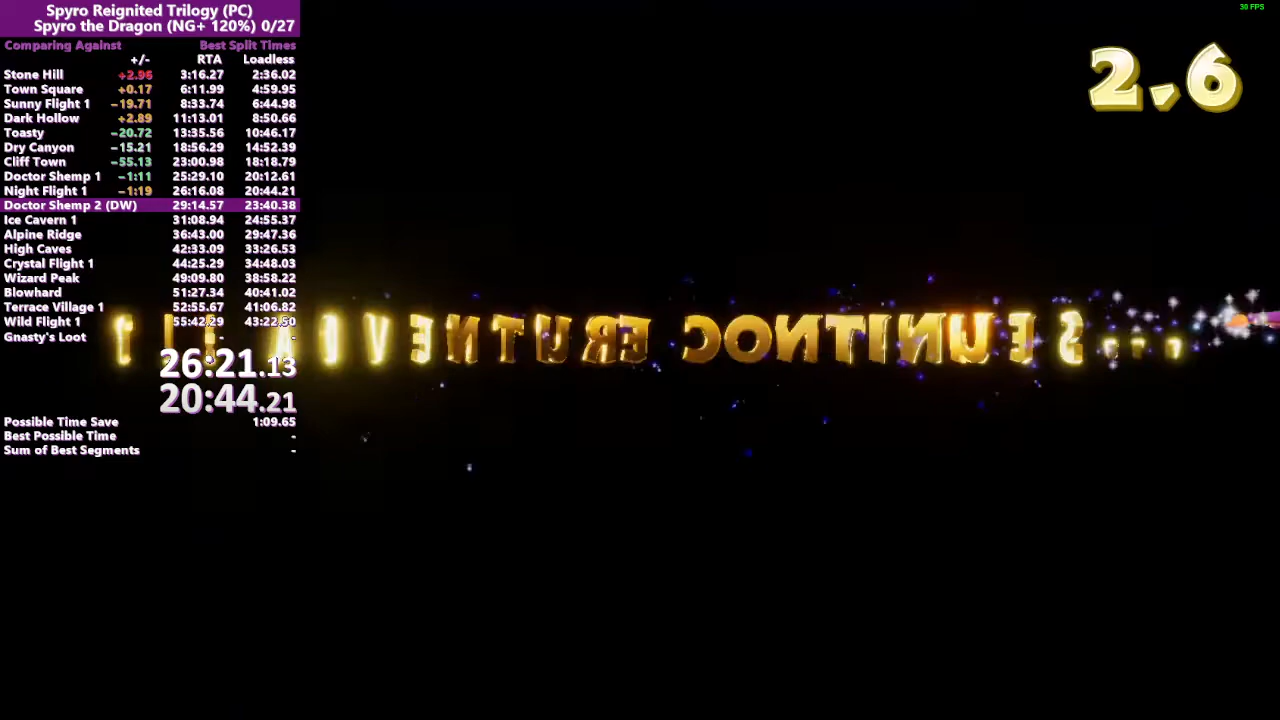 Spyro Reignited Trilogy (PC)
Spyro the Dragon (NG+ 120%) 0/27
Comparing Against Best Split Times
+/- RTA Loadless
Stone Hill +2.96 3:16.27 2:36.02
Town Square +0.17 6:11.99 4:59.95
Sunny Flight 1 −19.71 8:33.74 6:44.98
Dark Hollow +2.89 11:13.01 8:50.66
Toasty −20.72 13:35.56 10:46.17
Dry Canyon −15.21 18:56.29 14:52.39
Cliff Town −55.13 23:00.98 18:18.79
Doctor Shemp 1 −1:11 25:29.10 20:12.61
Night Flight 1 −1:19 26:16.08 20:44.21
Doctor Shemp 2 (DW) 29:14.57 23:40.38
Ice Cavern 1 31:08.94 24:55.37
Alpine Ridge 36:43.00 29:47.36
High Caves 42:33.09 33:26.53
Crystal Flight 1 44:25.29 34:48.03
Wizard Peak 49:09.80 38:58.22
Blowhard 51:27.34 40:41.02
Terrace Village 1 52:55.67 41:06.82
Wild Flight 1 55:42.29 43:22.50
Gnasty's Loot - -
26:21.13
20:44.21
Possible Time Save 1:09.65
Best Possible Time -
Sum of Best Segments -
2.6
30 FPS
ADVENTURE CONTINUES...